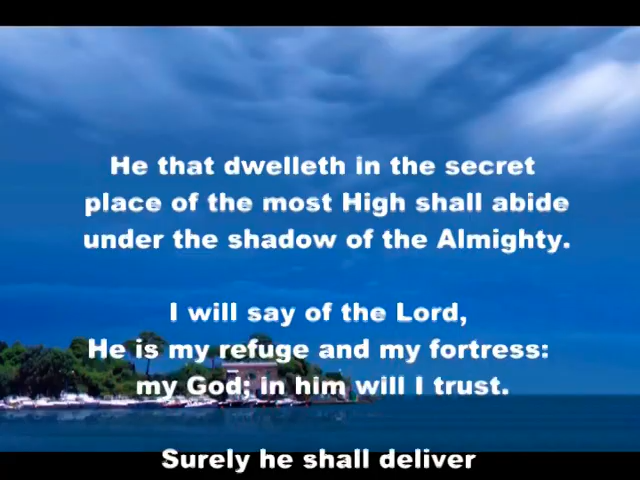 He that dwelleth in the secret
place of the most High shall abide
under the shadow of the Almighty.
I will say of the Lord,
He is my refuge and my fortress:
my God; in him will I trust.
Surely he shall deliver